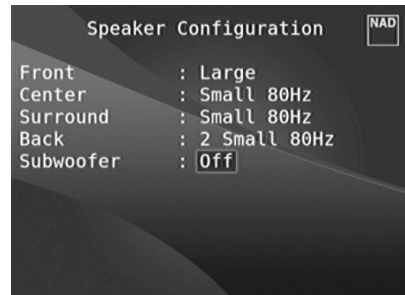 Speaker Configuration
NAD
Front : Large
Center : Small 80Hz
Surround : Small 80Hz
Back : 2 Small 80Hz
Subwoofer : Off